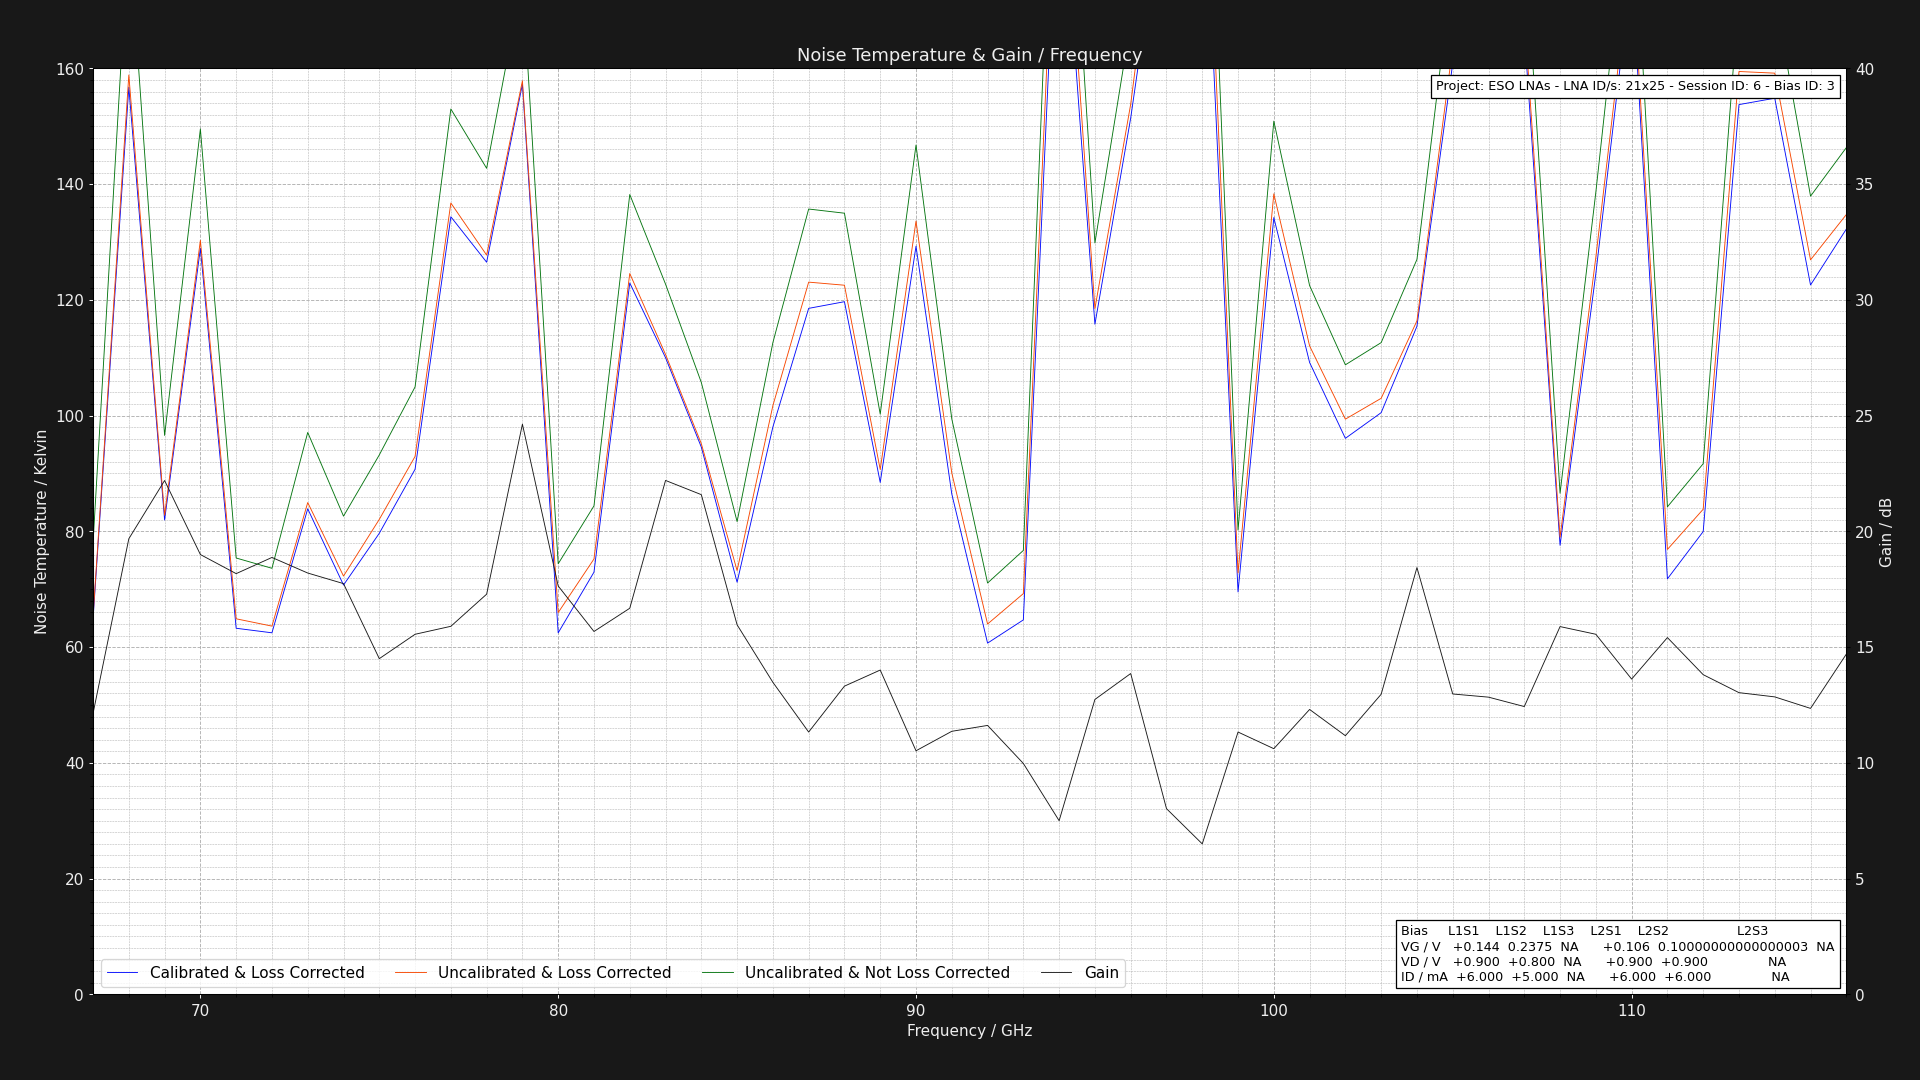 Noise Temperature & Gain / Frequency
Project: ESO LNAs - LNA ID/s: 21x25 - Session ID: 6 - Bias ID: 3
160
140
120
100
80
60
40
20
0
Noise Temperature / Kelvin
40
35
30
25
20
15
10
5
0
Gain / dB
Bias L1S1 L1S2 L1S3 L2S1 L2S2 L2S3
VG / V +0.144 0.2375 NA +0.106 0.10000000000000003 NA
VD / V +0.900 +0.800 NA +0.900 +0.900 NA
ID / mA +6.000 +5.000 NA +6.000 +6.000 NA
Calibrated & Loss Corrected Uncalibrated & Loss Corrected Uncalibrated & Not Loss Corrected Gain
70 80 90 100 110
Frequency / GHz